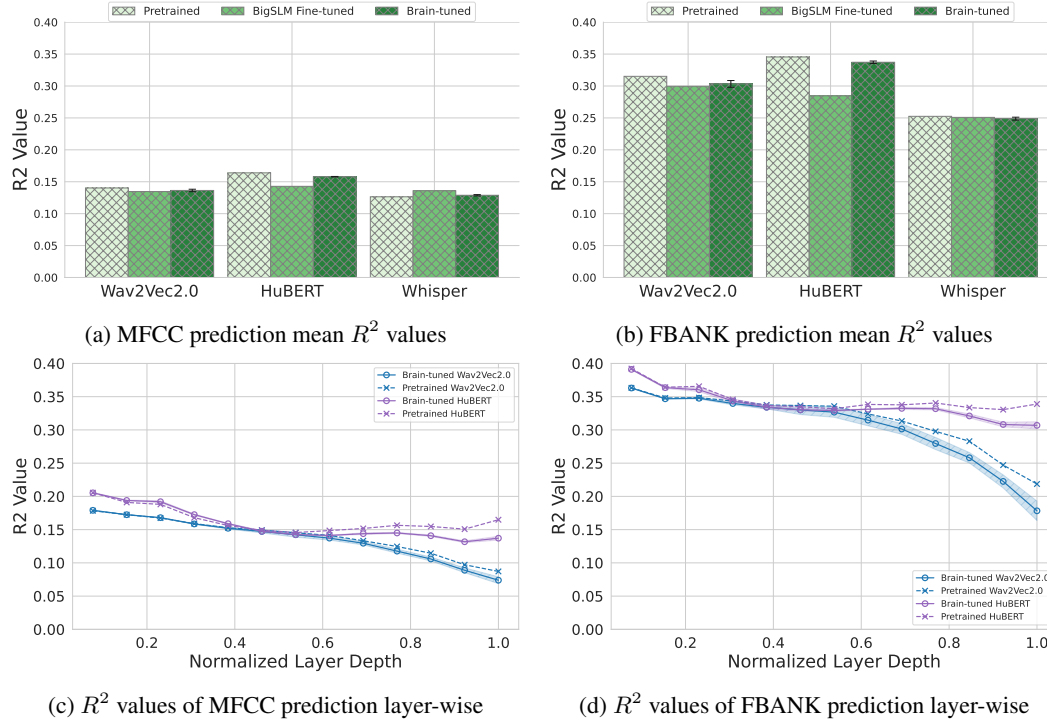 Pretrained BigSLM Fine-tuned Brain-tuned
0.40
0.35
0.30
0.25
0.20
0.15
0.10
0.05
0.00
R2 Value
Wav2Vec2.0 HuBERT Whisper
(a) MFCC prediction mean R² values
Pretrained BigSLM Fine-tuned Brain-tuned
0.40
0.35
0.30
0.25
0.20
0.15
0.10
0.05
0.00
R2 Value
Wav2Vec2.0 HuBERT Whisper
(b) FBANK prediction mean R² values
0.40
0.35
0.30
0.25
0.20
0.15
0.10
0.05
0.00
R2 Value
Brain-tuned Wav2Vec2.0
Pretrained Wav2Vec2.0
Brain-tuned HuBERT
Pretrained HuBERT
0.2 0.4 0.6 0.8 1.0
Normalized Layer Depth
(c) R² values of MFCC prediction layer-wise
0.40
0.35
0.30
0.25
0.20
0.15
0.10
0.05
0.00
R2 Value
Brain-tuned Wav2Vec2.0
Pretrained Wav2Vec2.0
Brain-tuned HuBERT
Pretrained HuBERT
0.2 0.4 0.6 0.8 1.0
Normalized Layer Depth
(d) R² values of FBANK prediction layer-wise